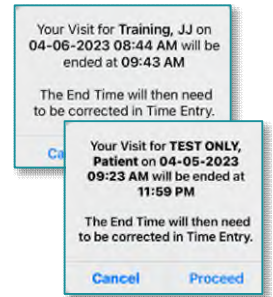 Your Visit for Training, JJ on
04-06-2023 08:44 AM will be
ended at 09:43 AM
The End Time will then need
to be corrected in Time Entry.
Ca
Your Visit for TEST ONLY,
Patient on 04-05-2023
09:23 AM will be ended at
11:59 PM
The End Time will then need
to be corrected in Time Entry.
Cancel Proceed